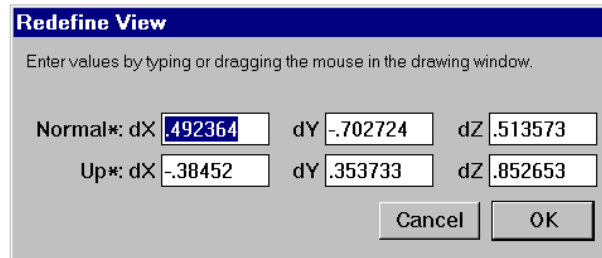 Redefine View
Enter values by typing or dragging the mouse in the drawing window.
Normal*: dX .492364 dY -.702724 dZ .513573
Up*: dX -.38452 dY .353733 dZ .852653
Cancel OK